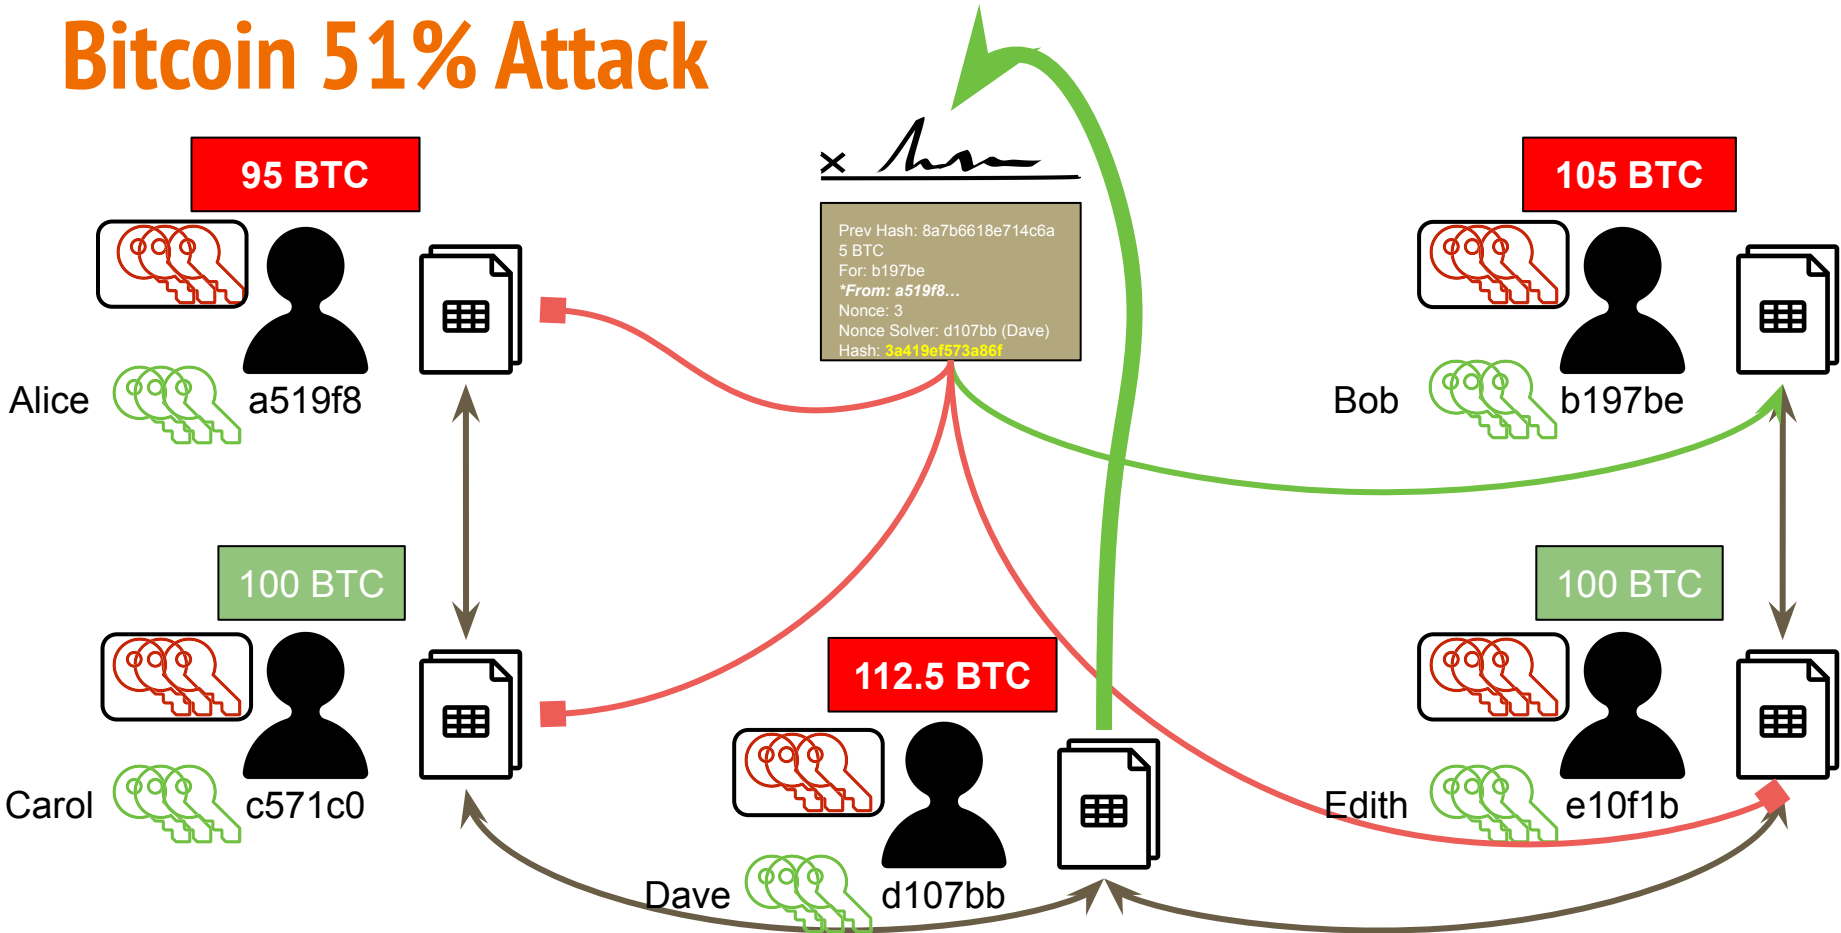 Bitcoin 51% Attack
95 BTC
105 BTC
Prev Hash: 8a7b6618e714c6a
5 BTC
For: b197be
*From: a519f8...
Nonce: 3
Nonce Solver: d107bb (Dave)
Hash: 3a419ef573a86f
Alice
a519f8
Bob
b197be
100 BTC
100 BTC
112.5 BTC
Carol
c571c0
Edith
e10f1b
Dave
d107bb